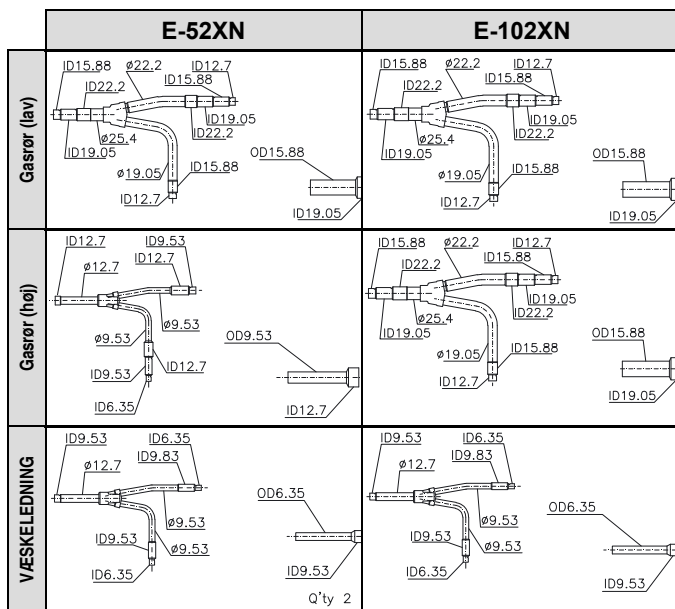 E-52XN
E-102XN
Gasrør (lav)
ID15.88
ø22.2
ID12.7
ID15.88
ID22.2
ID19.05
ID22.2
ø25.4
ID19.05
ø19.05
ID15.88
ID12.7
OD15.88
ID19.05
ID15.88
ø22.2
ID12.7
ID15.88
ID22.2
ID19.05
ID22.2
ø25.4
ID19.05
ø19.05
ID15.88
ID12.7
OD15.88
ID19.05
Gasrør (høj)
ID12.7
ID9.53
ID12.7
ø12.7
ø9.53
ø9.53
ID12.7
ID9.53
ID6.35
OD9.53
ID12.7
ID15.88
ø22.2
ID12.7
ID15.88
ID22.2
ID19.05
ID22.2
ø25.4
ID19.05
ø19.05
ID15.88
ID12.7
OD15.88
ID19.05
VÆSKELEDNING
ID9.53
ID6.35
ID9.83
ø12.7
ø9.53
ID9.53
ø9.53
ID6.35
OD6.35
ID9.53
Q'ty 2
ID9.53
ID6.35
ID9.83
ø12.7
ø9.53
ID9.53
ø9.53
ID6.35
OD6.35
ID9.53